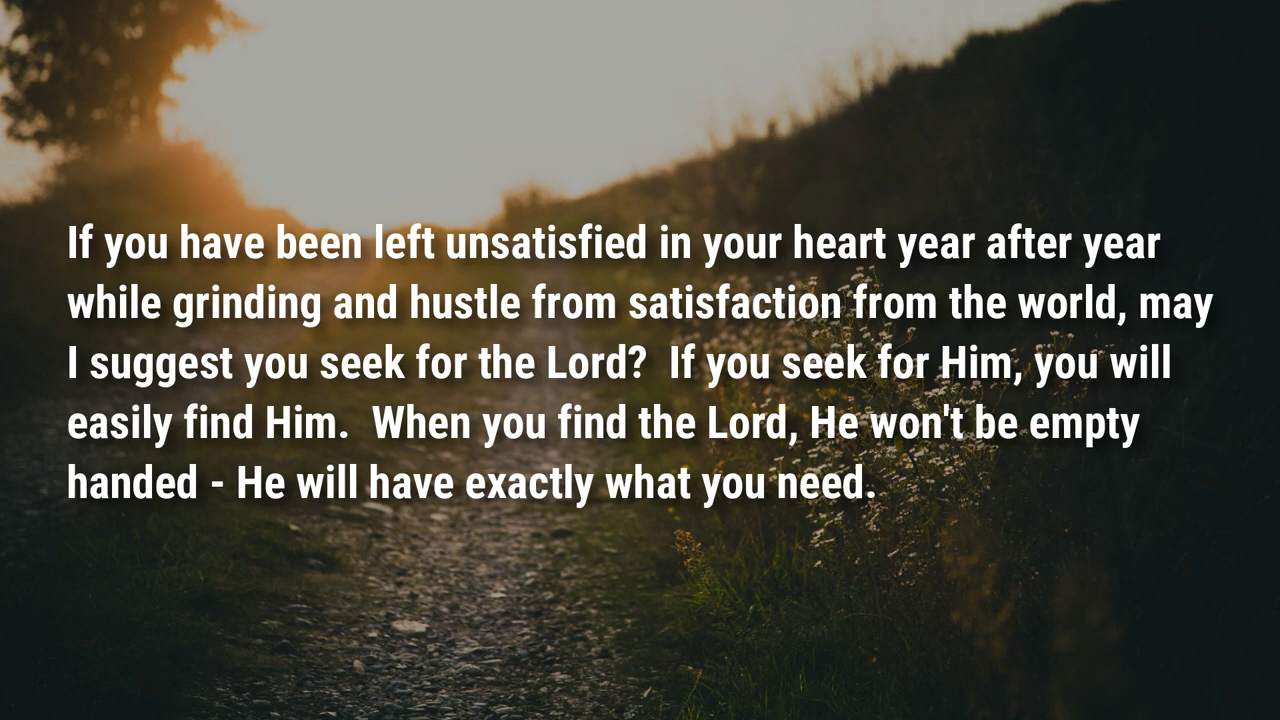 If you have been left unsatisfied in your heart year after year
while grinding and hustle from satisfaction from the world, may
I suggest you seek for the Lord?  If you seek for Him, you will
easily find Him.  When you find the Lord, He won't be empty
handed - He will have exactly what you need.